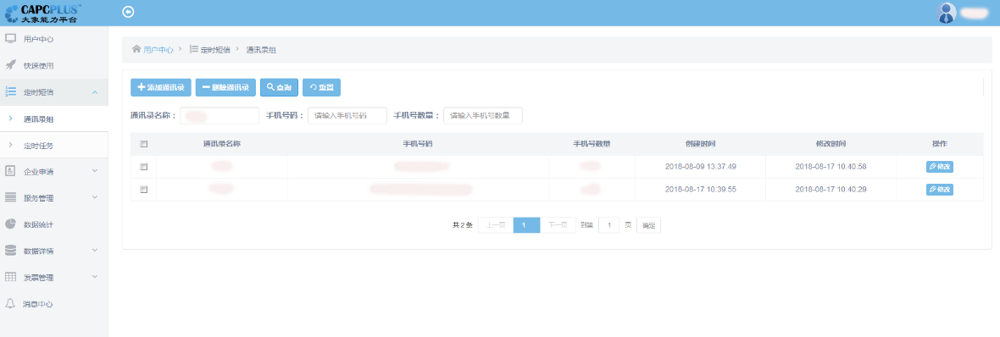 CAPCPLUS™
大象能力平台
用户中心
快速使用
定时短信
通讯录组
定时任务
企业申请
服务管理
数据统计
数据详情
发票管理
消息中心
用户中心 > 定时短信 > 通讯录组
添加通讯录 删除通讯录 查询 重置
通讯录名称： 手机号码： 请输入手机号码 手机号数量： 请输入手机号数量
通讯录名称 手机号码 手机号数量 创建时间 修改时间 操作
2018-08-09 13:37:49 2018-08-17 10:40:58 修改
2018-08-17 10:39:55 2018-08-17 10:40:29 修改
共 2 条 上一页 1 下一页 到第 1 页 确定